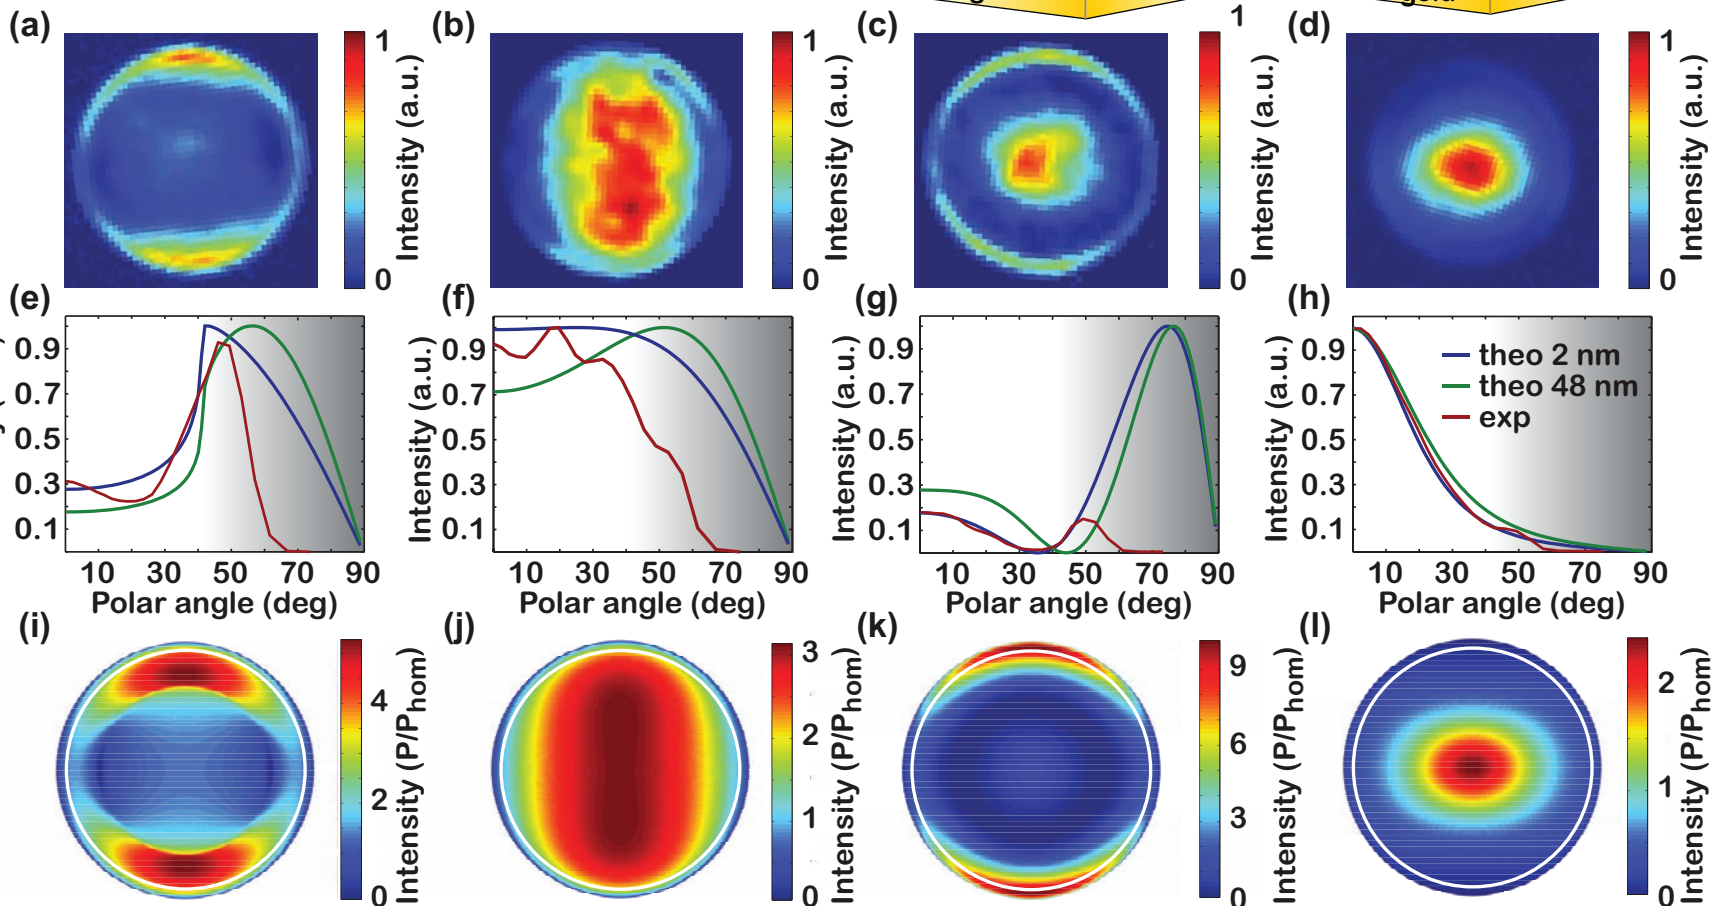 (a)
1
Intensity (a.u.)
0
(b)
1
Intensity (a.u.)
0
(c)
1
Intensity (a.u.)
0
(d)
1
Intensity (a.u.)
0
(e)
0.9
0.7
0.5
0.3
0.1
10 30 50 70 90
Polar angle (deg)
(f)
Intensity (a.u.)
0.9
0.7
0.5
0.3
0.1
10 30 50 70 90
Polar angle (deg)
(g)
Intensity (a.u.)
0.9
0.7
0.5
0.3
0.1
10 30 50 70 90
Polar angle (deg)
(h)
Intensity (a.u.)
0.9
0.7
0.5
0.3
0.1
theo 2 nm
theo 48 nm
exp
10 30 50 70 90
Polar angle (deg)
(i)
4
2
0
Intensity (P/Phom)
(j)
3
2
1
0
Intensity (P/Phom)
(k)
9
6
3
0
Intensity (P/Phom)
(l)
2
1
0
Intensity (P/Phom)